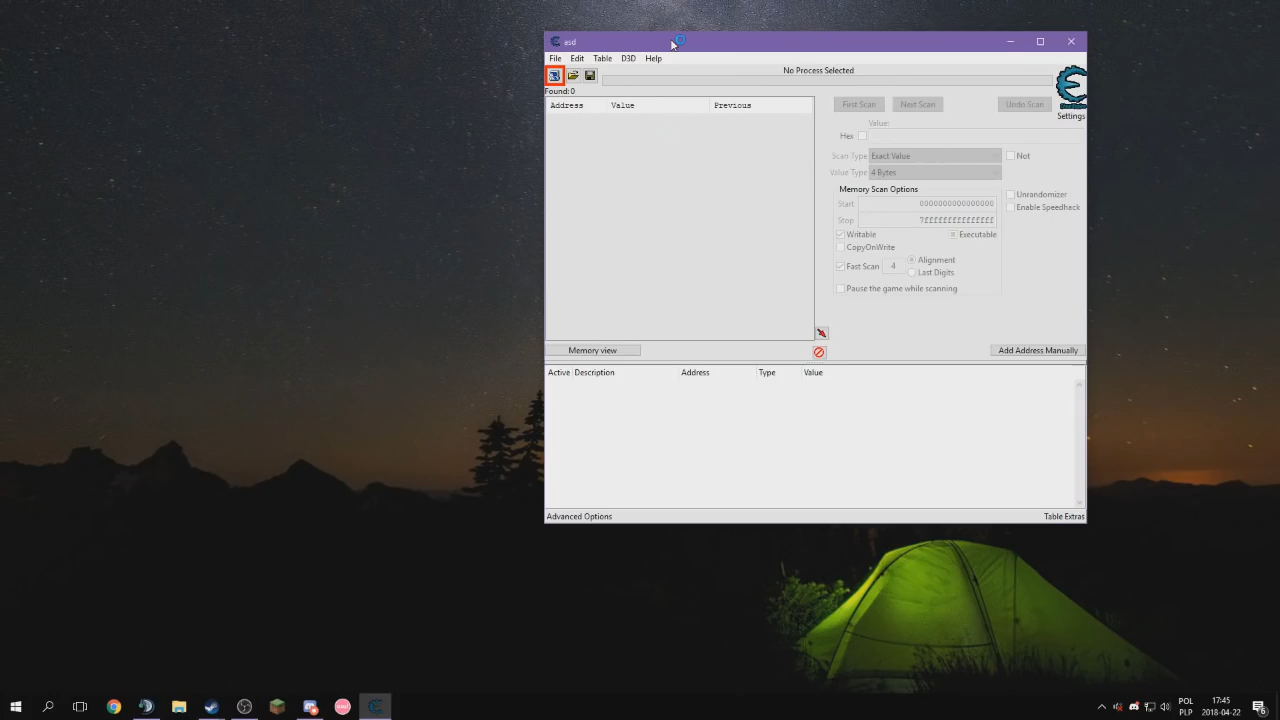 asd
File Edit Table D3D Help
No Process Selected
Found:0
Address Value Previous
First Scan Next Scan Undo Scan
Settings
Value:
Hex
Scan Type Exact Value Not
Value Type 4 Bytes
Memory Scan Options
Unrandomizer
Start 0000000000000000
Enable Speedhack
Stop 7fffffffffffffff
Writable Executable
CopyOnWrite
Fast Scan 4 Alignment
Last Digits
Pause the game while scanning
Memory view Add Address Manually
Active Description Address Type Value
Advanced Options Table Extras
POL 17:45
PLP 2018-04-22
6